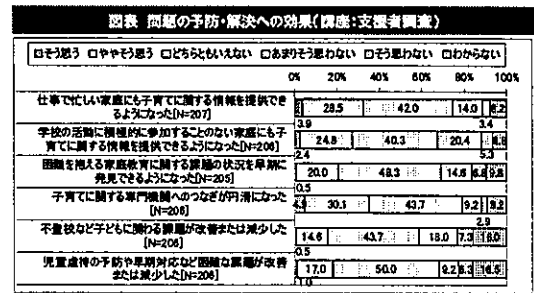 図表 問題の予防・解決への効果(講座:支援者調査)
□そう思う □ややそう思う □どちらともいえない □あまりそう思わない □そう思わない □わからない
0% 20% 40% 60% 80% 100%
仕事で忙しい家庭にも子育てに関する情報を提供でき
るようになった[N=207]
28.5 42.0 14.0 8.2
3.9 3.4
学校の活動に積極的に参加することのない家庭にも子
育てに関する情報を提供できるようになった[N=206]
24.8 40.3 20.4
2.4 5.3
困難を抱える家庭教育に関する課題の状況を早期に
発見できるようになった[N=205]
20.0 48.3 14.6 6.8 9.8
0.5
子育てに関する専門機関へのつなぎが円滑になった
[N=206]
4.9 30.1 43.7 9.2 9.2
2.9
不登校など子どもに関わる課題が改善または減少した
[N=206]
14.6 43.7 18.0 7.3 16.0
0.5
児童虐待の予防や早期対応など困難な課題が改善
または減少した[N=206]
17.0 50.0 9.2 6.3 16.5
1.0